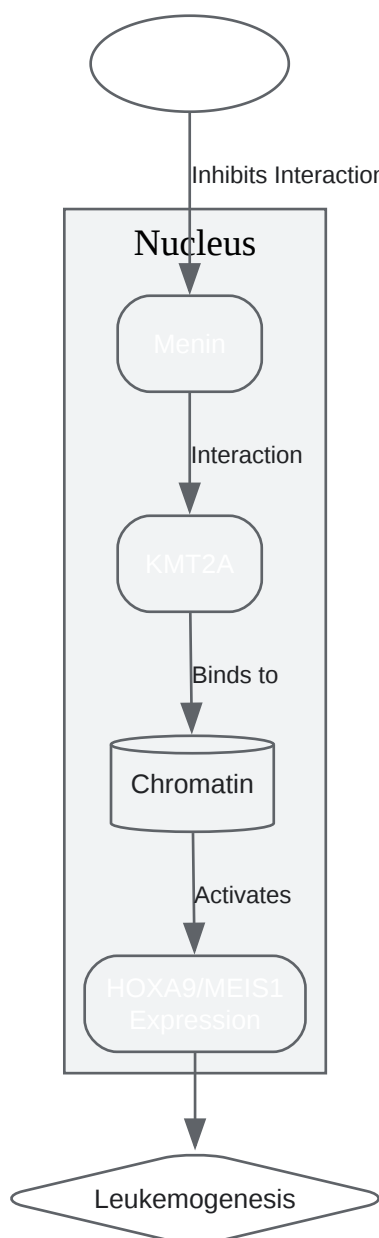 Inhibits Interaction
Nucleus
Menin
Interaction
KMT2A
Binds to
Chromatin
Activates
HOXA9/MEIS1
Expression
Leukemogenesis